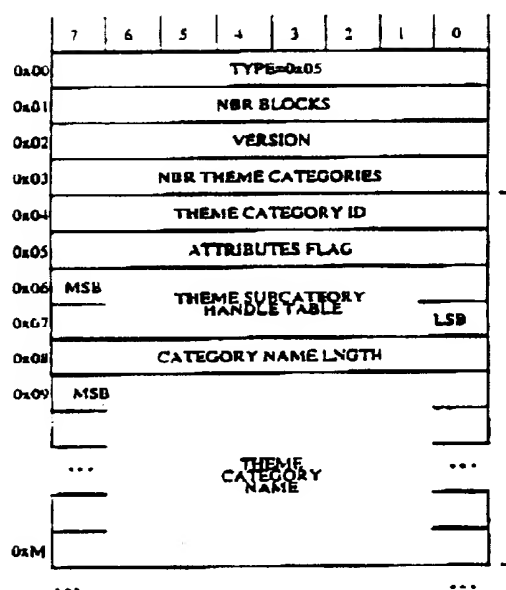 7 6 5 4 3 2 1 0
0x00 TYPE=0x05
0x01 NBR BLOCKS
0x02 VERSION
0x03 NBR THEME CATEGORIES
0x04 THEME CATEGORY ID
0x05 ATTRIBUTES FLAG
0x06 MSB
THEME SUBCATEGORY
HANDLE TABLE
0x07 LSB
0x08 CATEGORY NAME LNGTH
0x09 MSB
... THEME ...
CATEGORY
NAME
0xM
... ...